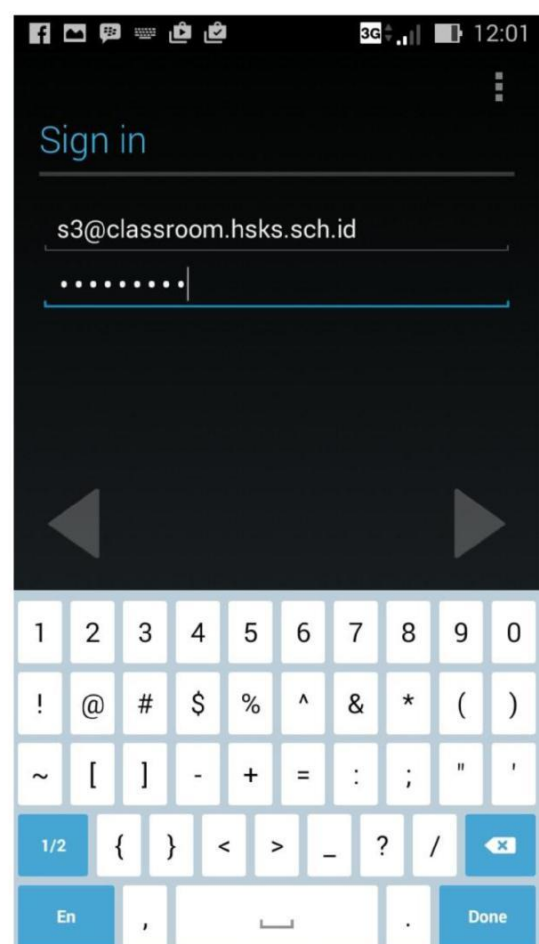 3G 12:01
Sign in
s3@classroom.hsks.sch.id
•••••••••
1 2 3 4 5 6 7 8 9 0
! @ # $ % ^ & * ( )
~ [ ] - + = : ; " '
1/2 { } < > _ ? /
En , . Done